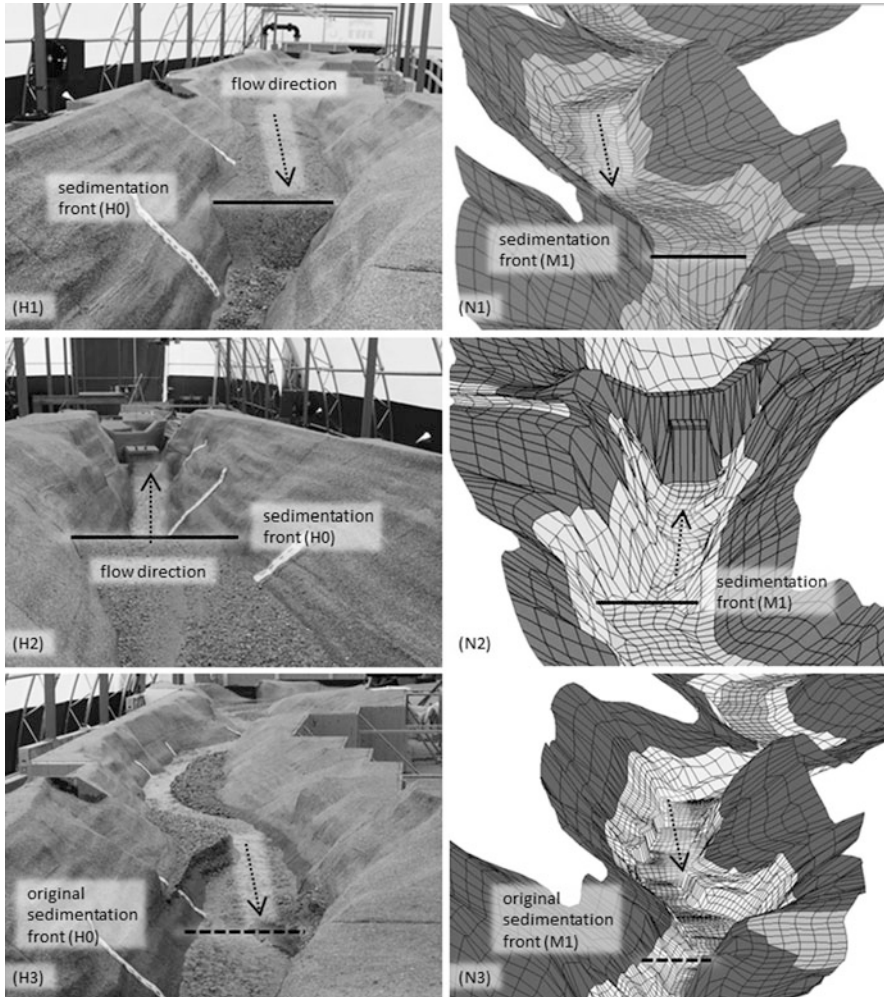 flow direction
sedimentation
front (H0)
(H1)
sedimentation
front (M1)
(N1)
sedimentation
front (H0)
flow direction
(H2)
sedimentation
front (M1)
(N2)
original
sedimentation
front (H0)
(H3)
original
sedimentation
front (M1)
(N3)